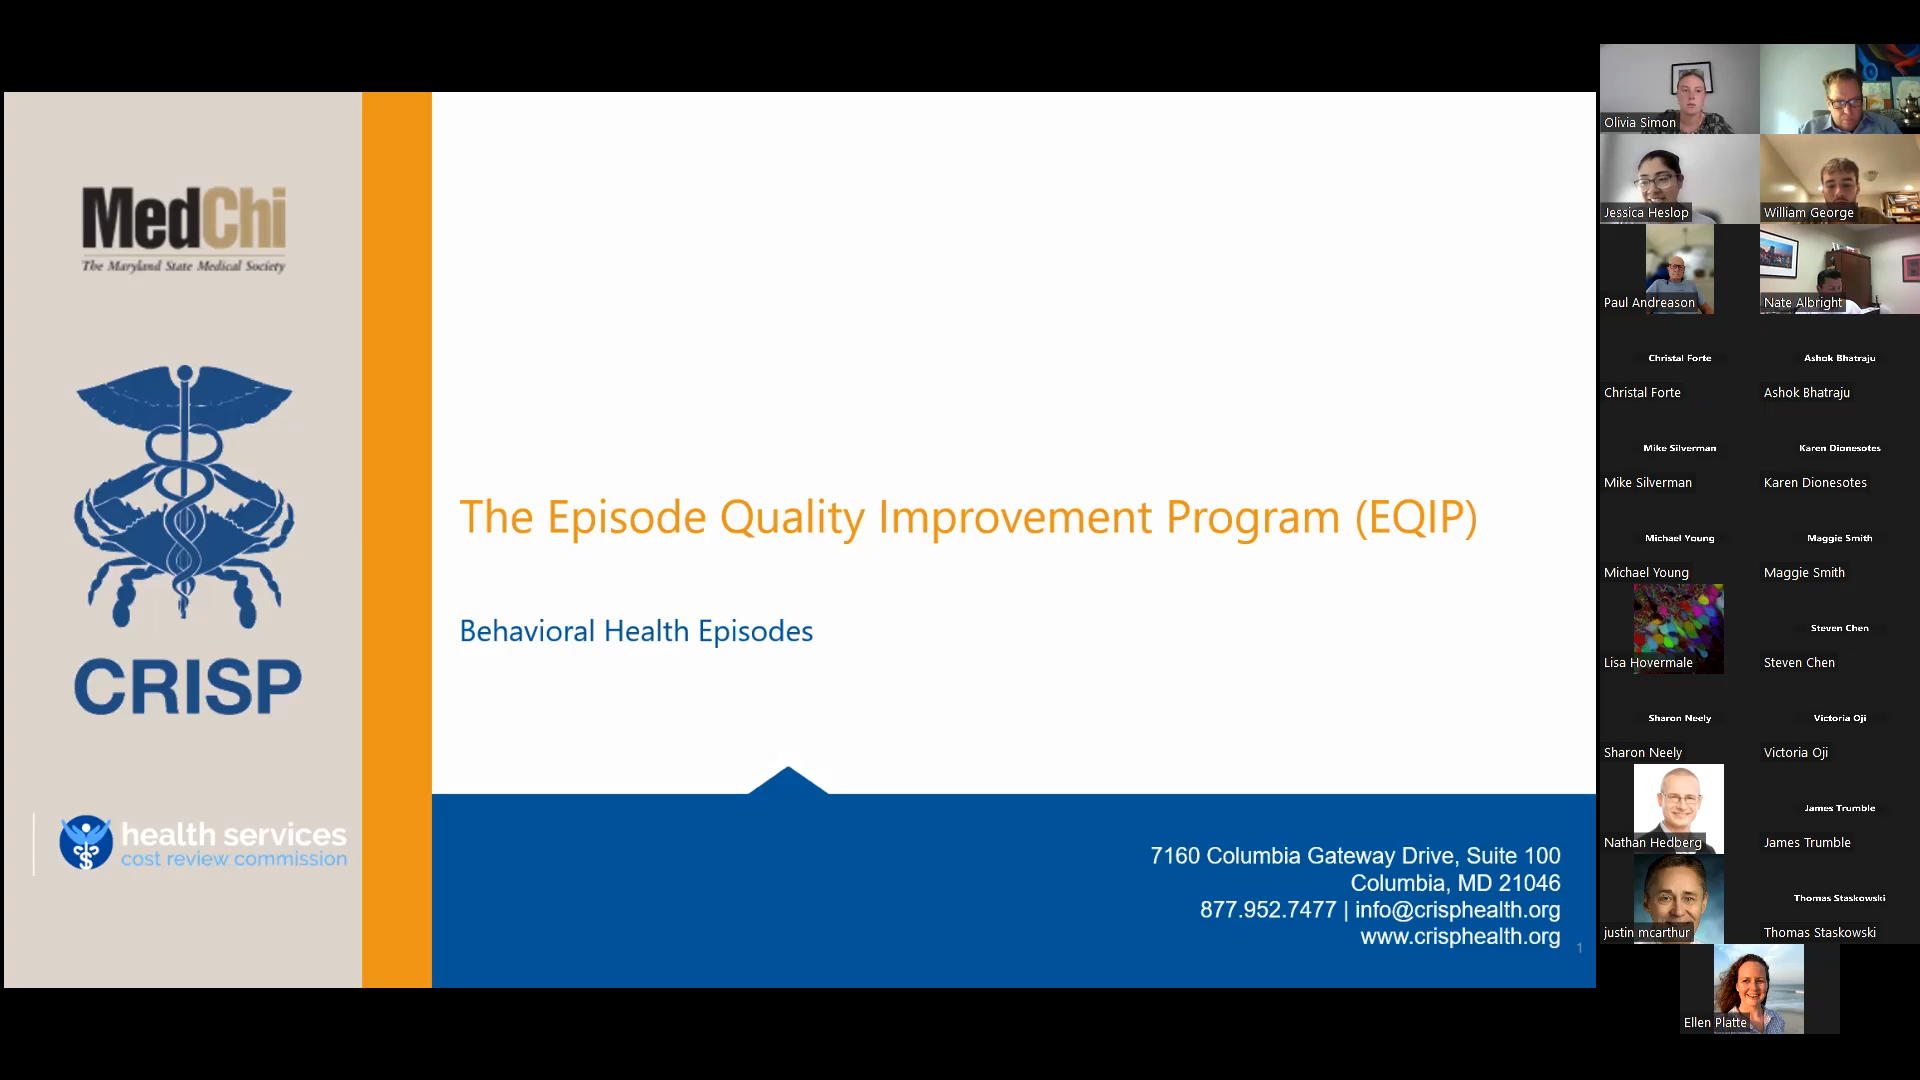 MedChi
The Maryland State Medical Society
CRISP
health services
cost review commission
The Episode Quality Improvement Program (EQIP)
Behavioral Health Episodes
7160 Columbia Gateway Drive, Suite 100
Columbia, MD 21046
877.952.7477 | info@crisphealth.org
www.crisphealth.org
1
Olivia Simon
Jessica Heslop
William George
Paul Andreason
Nate Albright
Christal Forte
Ashok Bhatraju
Christal Forte
Ashok Bhatraju
Mike Silverman
Karen Dionesotes
Mike Silverman
Karen Dionesotes
Michael Young
Maggie Smith
Michael Young
Maggie Smith
Steven Chen
Lisa Hovermale
Steven Chen
Sharon Neely
Victoria Oji
Sharon Neely
Victoria Oji
James Trumble
Nathan Hedberg
James Trumble
Thomas Staskowski
justin mcarthur
Thomas Staskowski
Ellen Platte